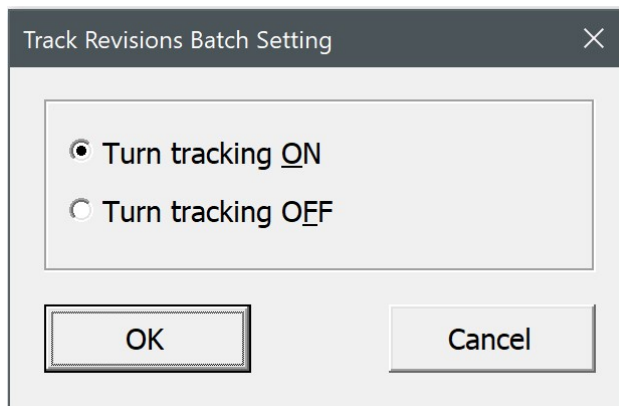 Track Revisions Batch Setting
Turn tracking ON
Turn tracking OFF
OK
Cancel